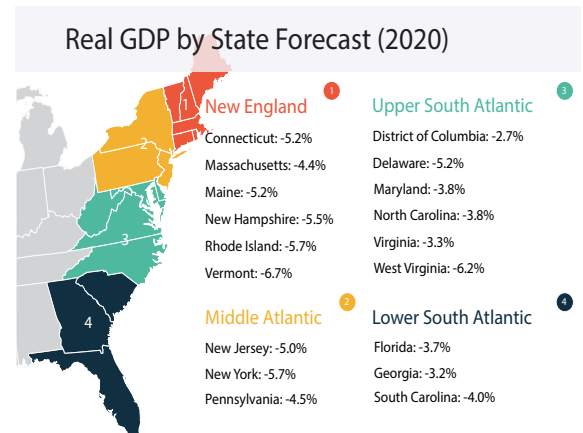 Real GDP by State Forecast (2020)
1
2
3
4
New England 1
Connecticut: -5.2%
Massachusetts: -4.4%
Maine: -5.2%
New Hampshire: -5.5%
Rhode Island: -5.7%
Vermont: -6.7%
Middle Atlantic 2
New Jersey: -5.0%
New York: -5.7%
Pennsylvania: -4.5%
Upper South Atlantic 3
District of Columbia: -2.7%
Delaware: -5.2%
Maryland: -3.8%
North Carolina: -3.8%
Virginia: -3.3%
West Virginia: -6.2%
Lower South Atlantic 4
Florida: -3.7%
Georgia: -3.2%
South Carolina: -4.0%